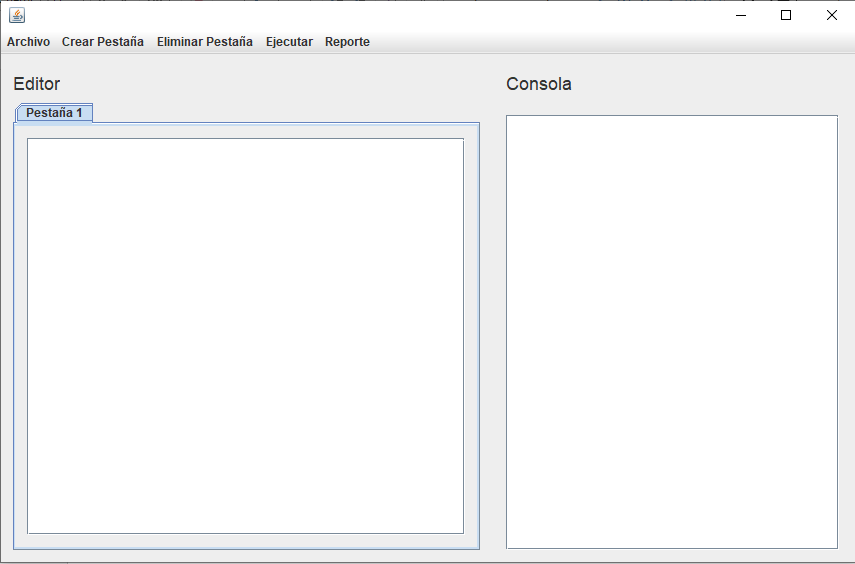 Archivo Crear Pestaña Eliminar Pestaña Ejecutar Reporte
Editor
Consola
Pestaña 1